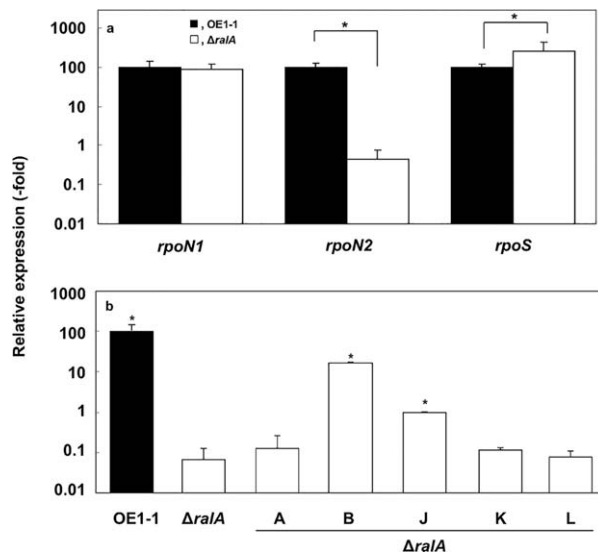 Relative expression (-fold)
a
■, OE1-1
□, ΔralA
1000
100
10
1
0.1
0.01
*
*
rpoN1 rpoN2 rpoS
b
1000
100
10
1
0.1
0.01
*
*
*
OE1-1 ΔralA A B J K L
ΔralA